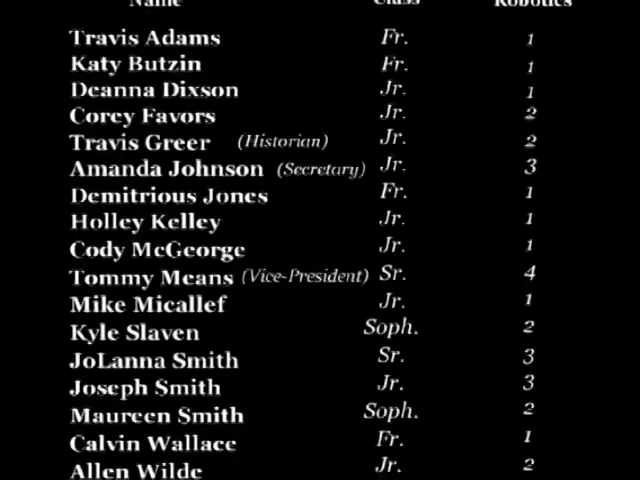 Name Class Robotics
Travis Adams Fr. 1
Katy Butzin Fr. 1
Deanna Dixson Jr. 1
Corey Favors Jr. 2
Travis Greer (Historian) Jr. 2
Amanda Johnson (Secretary) Jr. 3
Demitrious Jones Fr. 1
Holley Kelley Jr. 1
Cody McGeorge Jr. 1
Tommy Means (Vice-President) Sr. 4
Mike Micallef Jr. 1
Kyle Slaven Soph. 2
JoLanna Smith Sr. 3
Joseph Smith Jr. 3
Maureen Smith Soph. 2
Calvin Wallace Fr. 1
Allen Wilde Jr. 2